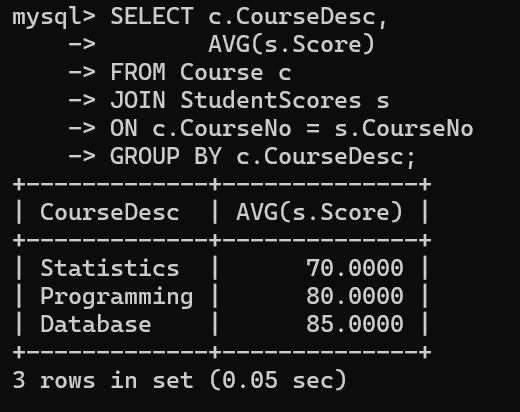 mysql> SELECT c.CourseDesc,
    ->        AVG(s.Score)
    -> FROM Course c
    -> JOIN StudentScores s
    -> ON c.CourseNo = s.CourseNo
    -> GROUP BY c.CourseDesc;
+-------------+--------------+
| CourseDesc  | AVG(s.Score) |
+-------------+--------------+
| Statistics  |      70.0000 |
| Programming |      80.0000 |
| Database    |      85.0000 |
+-------------+--------------+
3 rows in set (0.05 sec)